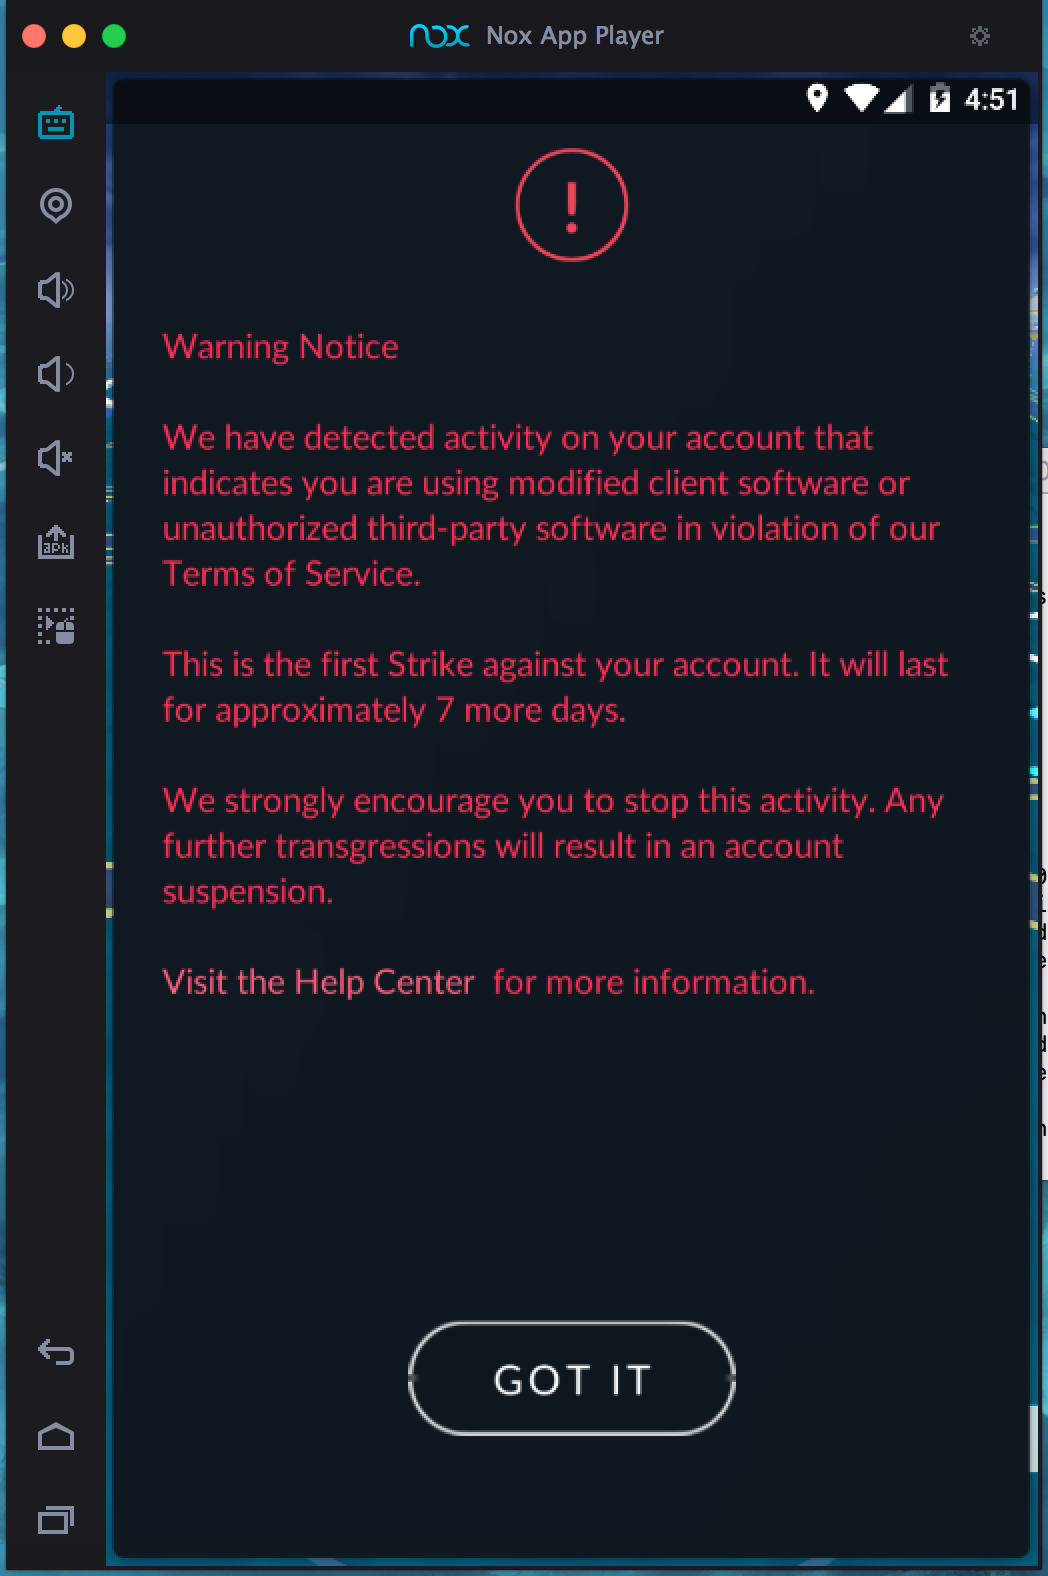 nox Nox App Player
4:51
!
Warning Notice
We have detected activity on your account that
indicates you are using modified client software or
unauthorized third-party software in violation of our
Terms of Service.
This is the first Strike against your account. It will last
for approximately 7 more days.
We strongly encourage you to stop this activity. Any
further transgressions will result in an account
suspension.
Visit the Help Center for more information.
GOT IT
apk